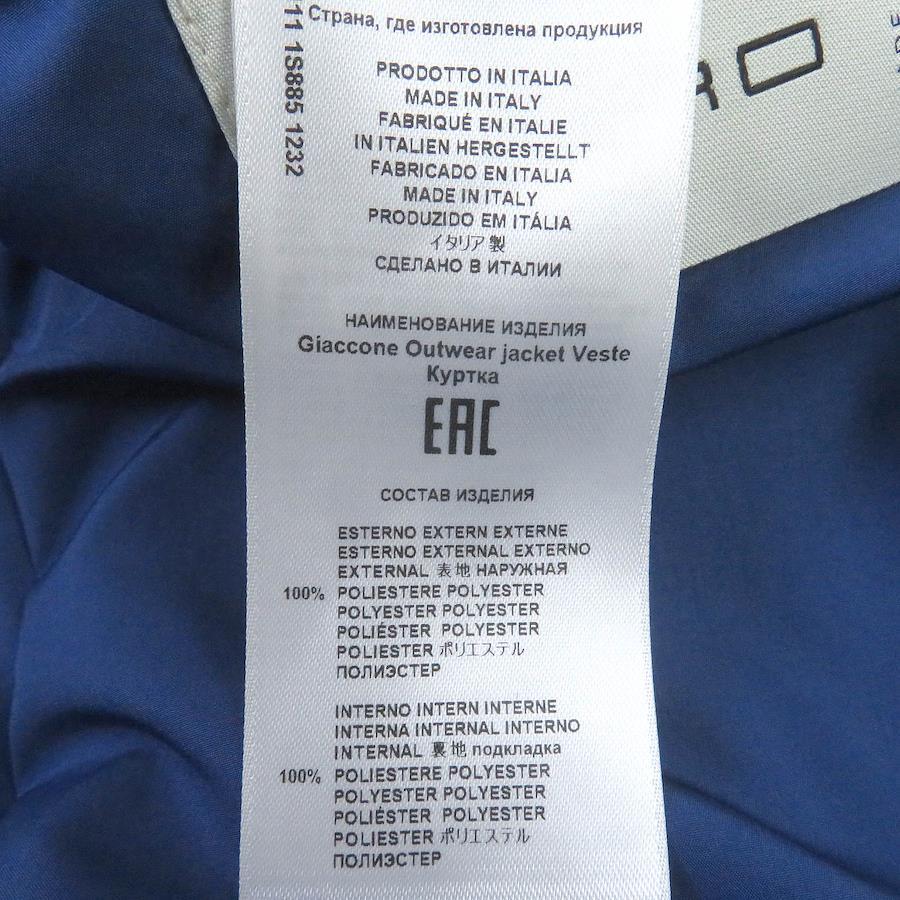 11 1S885 1232
Страна, где изготовлена продукция
PRODOTTO IN ITALIA
MADE IN ITALY
FABRIQUÉ EN ITALIE
IN ITALIEN HERGESTELLT
FABRICADO EN ITALIA
MADE IN ITALY
PRODUZIDO EM ITÁLIA
イタリア製
СДЕЛАНО В ИТАЛИИ
НАИМЕНОВАНИЕ ИЗДЕЛИЯ
Giaccone Outwear jacket Veste
Куртка
EAC
СОСТАВ ИЗДЕЛИЯ
ESTERNO EXTERN EXTERNE
ESTERNO EXTERNAL EXTERNO
EXTERNAL 表地 НАРУЖНАЯ
100% POLIESTERE POLYESTER
POLYESTER POLYESTER
POLIÉSTER POLYESTER
POLIESTER ポリエステル
ПОЛИЭСТЕР
INTERNO INTERN INTERNE
INTERNA INTERNAL INTERNO
INTERNAL 裏地 подкладка
100% POLIESTERE POLYESTER
POLYESTER POLYESTER
POLIÉSTER POLYESTER
POLIESTER ポリエステル
ПОЛИЭСТЕР